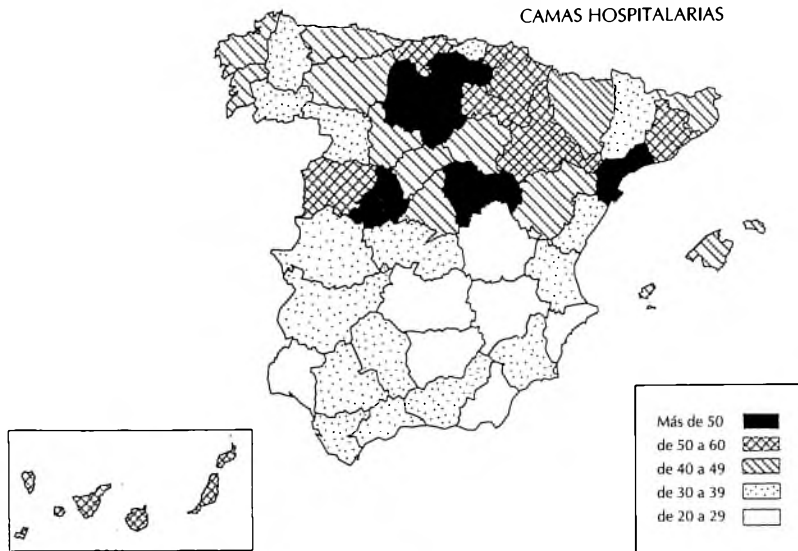 CAMAS HOSPITALARIAS
Más de 50
de 50 a 60
de 40 a 49
de 30 a 39
de 20 a 29